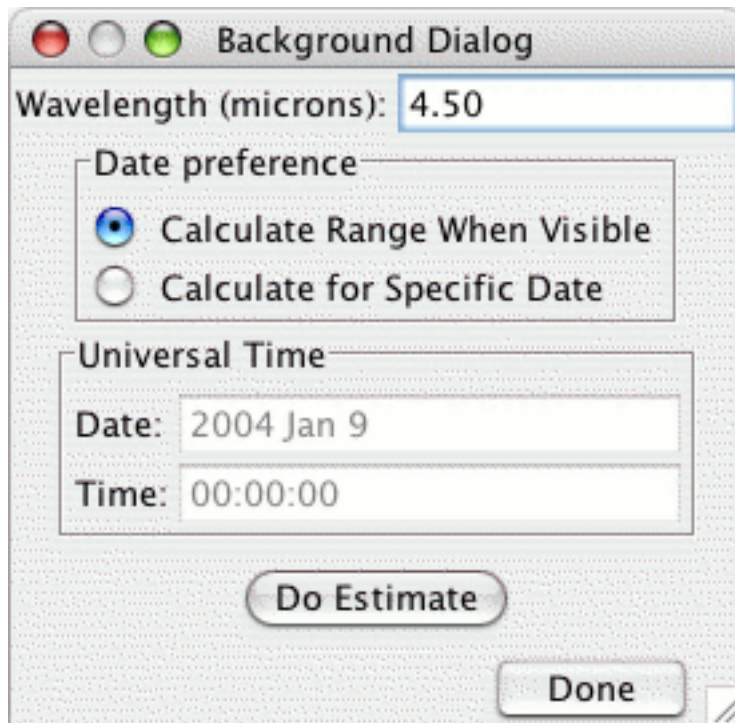 Background Dialog
Wavelength (microns): 4.50
Date preference
Calculate Range When Visible
Calculate for Specific Date
Universal Time
Date: 2004 Jan 9
Time: 00:00:00
Do Estimate
Done